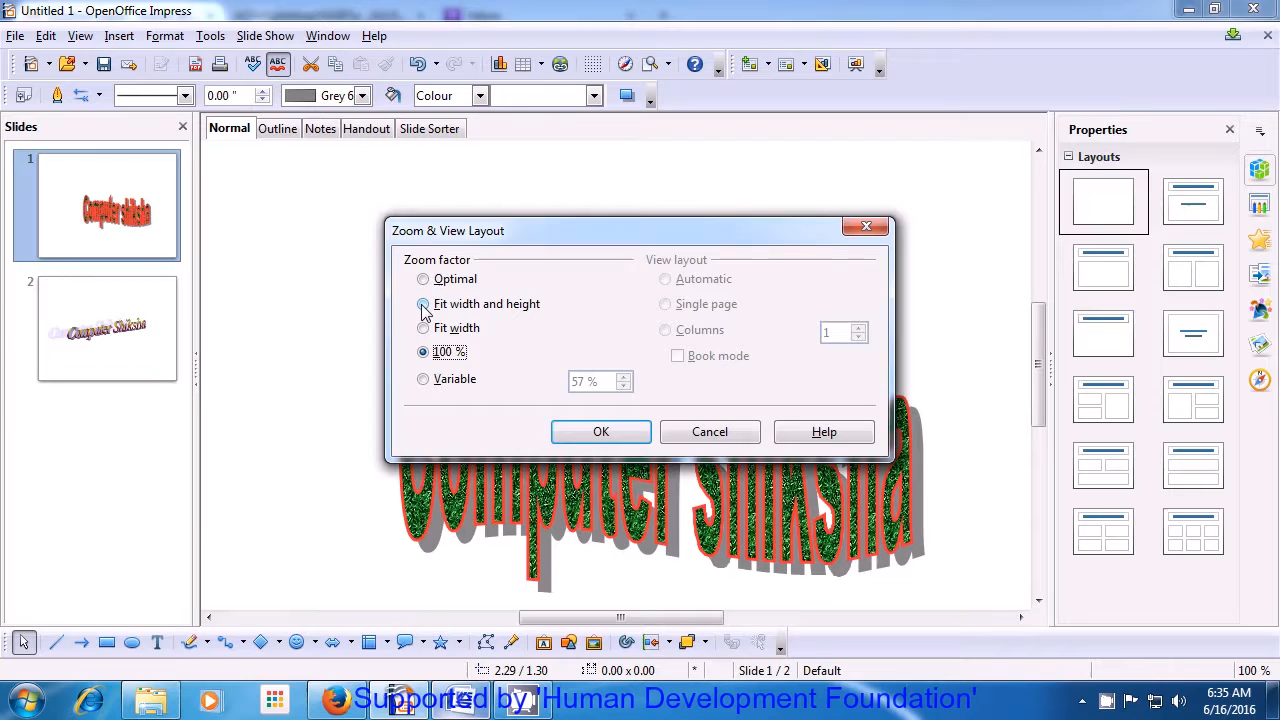 Untitled 1 - OpenOffice Impress
File Edit View Insert Format Tools Slide Show Window Help
0.00 " Grey 6 Colour
Slides
Normal Outline Notes Handout Slide Sorter
Properties
Layouts
1
Computer shiksha
2
Computer Shiksha
Zoom & View Layout
Zoom factor
View layout
Optimal
Automatic
Fit width and height
Single page
Fit width
Columns
1
100 %
Book mode
Variable
57 %
OK Cancel Help
Computer shiksha
2.29 / 1.30 0.00 x 0.00 * Slide 1 / 2 Default 100 %
Supported by 'Human Development Foundation'
6:35 AM
6/16/2016